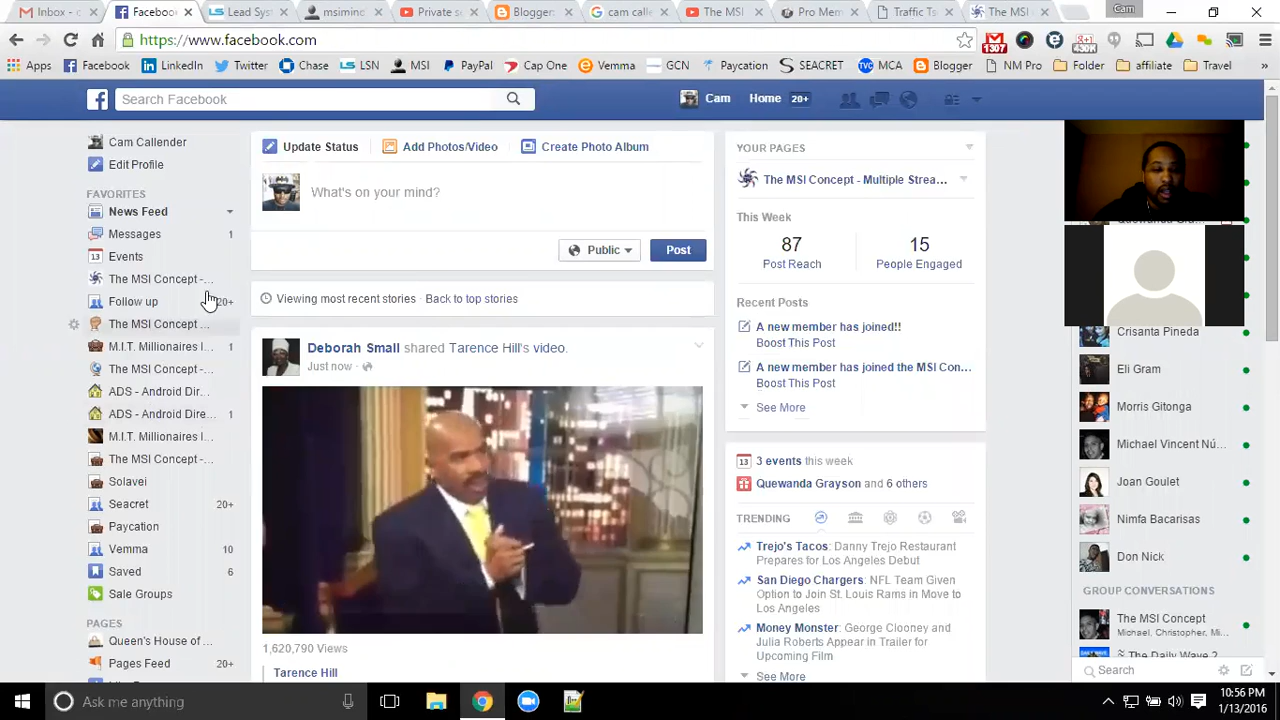 Inbox - c
Facebook
Lead Sys
msimind
Private s
Blogger:
cam call
The MSI
Pro Mem
Traffic Ts
The MSI
Cam
https://www.facebook.com
1307
430K
Apps Facebook LinkedIn Twitter Chase LSN MSI PayPal Cap One Vemma GCN Paycation SEACRET MCA Blogger NM Pro Folder affiliate Travel »
Search Facebook
Cam Home 20+
Cam Callender
Edit Profile
FAVORITES
News Feed
Messages 1
Events
The MSI Concept -...
Follow up 20+
The MSI Concept ...
M.I.T. Millionaires I... 1
The MSI Concept -...
ADS - Android Dir...
ADS - Android Dire... 1
M.I.T. Millionaires I...
The MSI Concept -...
Solavei
Seacret 20+
Paycation
Vemma 10
Saved 6
Sale Groups
PAGES
Queen's House of ...
Pages Feed 20+
Update Status
Add Photos/Video
Create Photo Album
What's on your mind?
Public
Post
Viewing most recent stories · Back to top stories
Deborah Small shared Tarence Hill's video.
Just now ·
1,620,790 Views
Tarence Hill
YOUR PAGES
The MSI Concept - Multiple Strea...
This Week
87 15
Post Reach People Engaged
Recent Posts
A new member has joined!!
Boost This Post
A new member has joined the MSI Con...
Boost This Post
See More
13 3 events this week
Quewanda Grayson and 6 others
TRENDING
Trejo's Tacos: Danny Trejo Restaurant
Prepares for Los Angeles Debut
San Diego Chargers: NFL Team Given
Option to Join St. Louis Rams in Move to
Los Angeles
Money Monster: George Clooney and
Julia Roberts Appear in Trailer for
Upcoming Film
See More
Crisanta Pineda
Eli Gram
Morris Gitonga
Michael Vincent Nú...
Joan Goulet
Nimfa Bacarisas
Don Nick
GROUP CONVERSATIONS
The MSI Concept
Michael, Christopher, Mi...
Search
Ask me anything
10:56 PM
1/13/2016